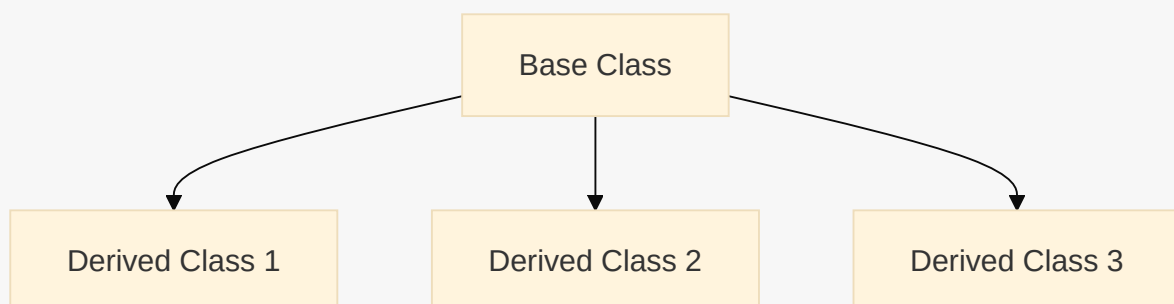 Base Class
Derived Class 1
Derived Class 2
Derived Class 3